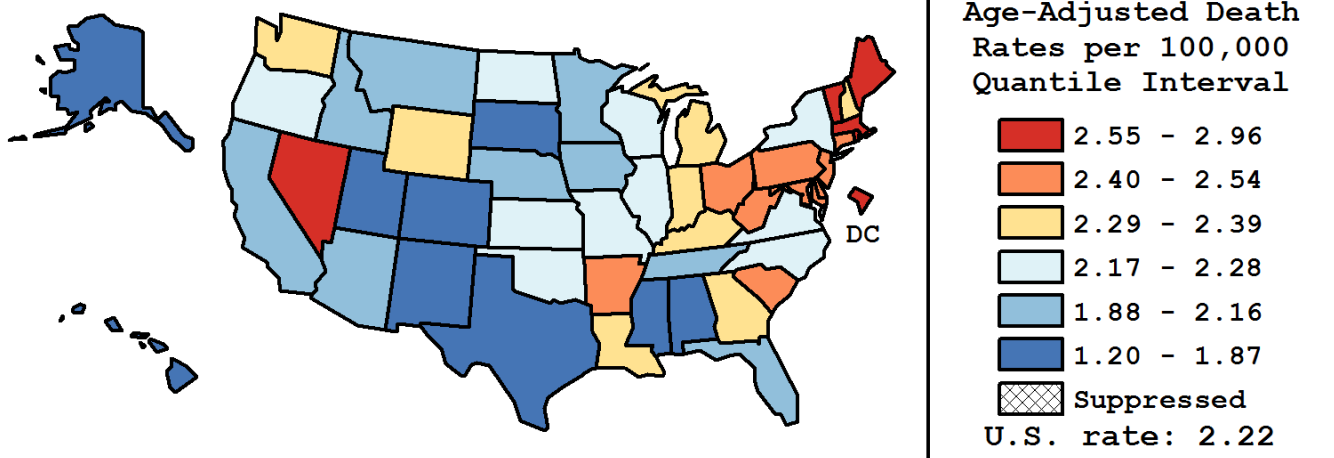 Age-Adjusted Death
Rates per 100,000
Quantile Interval
2.55 - 2.96
2.40 - 2.54
2.29 - 2.39
2.17 - 2.28
1.88 - 2.16
1.20 - 1.87
Suppressed
U.S. rate: 2.22
DC